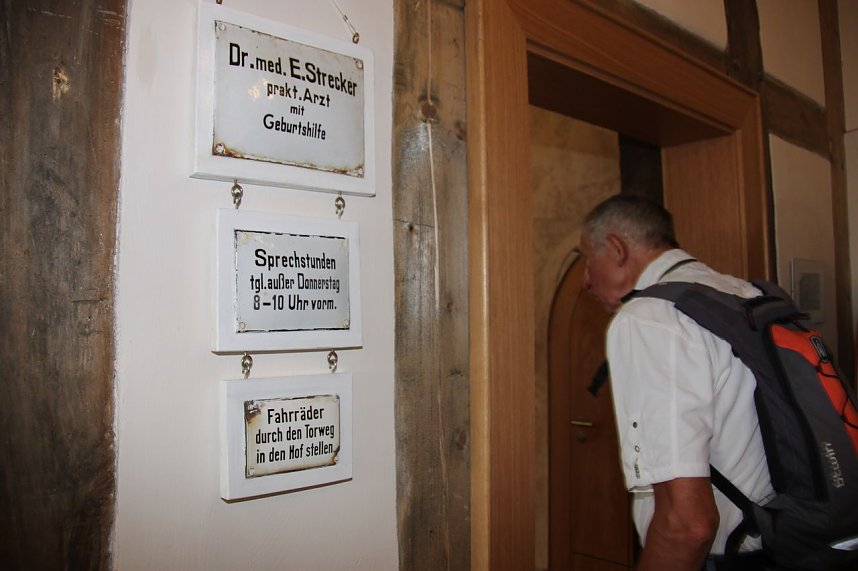 Dr. med. E. Strecker
prakt. Arzt
mit
Geburtshilfe
Sprechstunden
tgl. außer Donnerstag
8-10 Uhr vorm.
Fahrräder
durch den Torweg
in den Hof stellen.